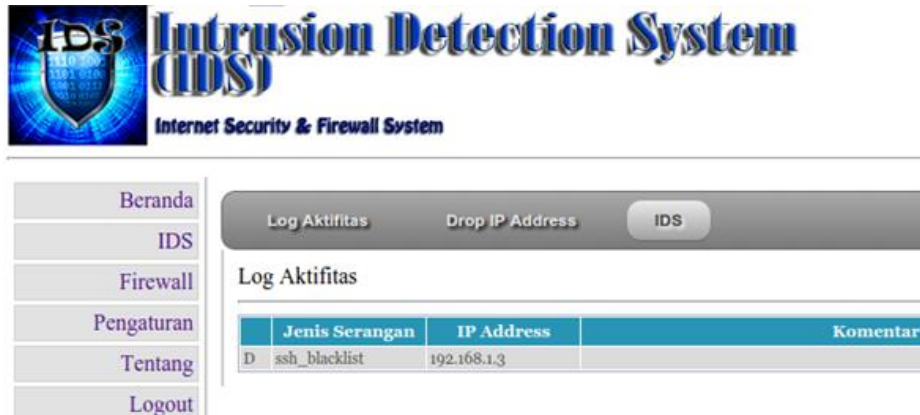 IDS
Intrusion Detection System
(IDS)
Internet Security & Firewall System
Beranda
IDS
Firewall
Pengaturan
Tentang
Logout
Log Aktifitas Drop IP Address IDS
Log Aktifitas
Jenis Serangan IP Address Komentar
D ssh_blacklist 192.168.1.3